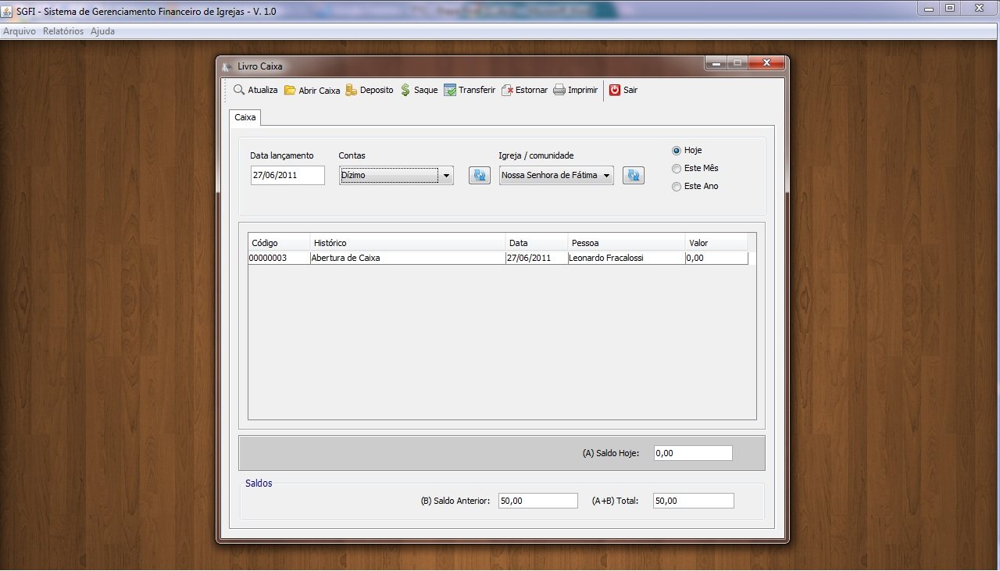 SGFI - Sistema de Gerenciamento Financeiro de Igrejas - V. 1.0
Arquivo Relatórios Ajuda
Livro Caixa
Atualiza Abrir Caixa Deposito Saque Transferir Estornar Imprimir Sair
Caixa
Data lançamento Contas Igreja / comunidade
27/06/2011 Dízimo Nossa Senhora de Fátima
Hoje
Este Mês
Este Ano
Código Histórico Data Pessoa Valor
00000003 Abertura de Caixa 27/06/2011 Leonardo Fracalossi 0,00
(A) Saldo Hoje: 0,00
Saldos
(B) Saldo Anterior: 50,00 (A+B) Total: 50,00